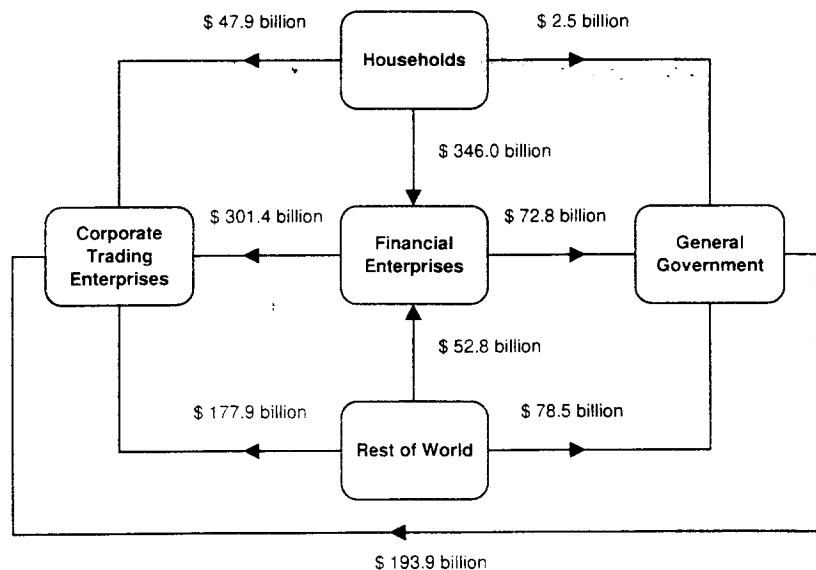 $ 47.9 billion
$ 2.5 billion
Households
$ 346.0 billion
$ 301.4 billion
$ 72.8 billion
Corporate
Trading
Enterprises
Financial
Enterprises
General
Government
$ 52.8 billion
$ 177.9 billion
$ 78.5 billion
Rest of World
$ 193.9 billion